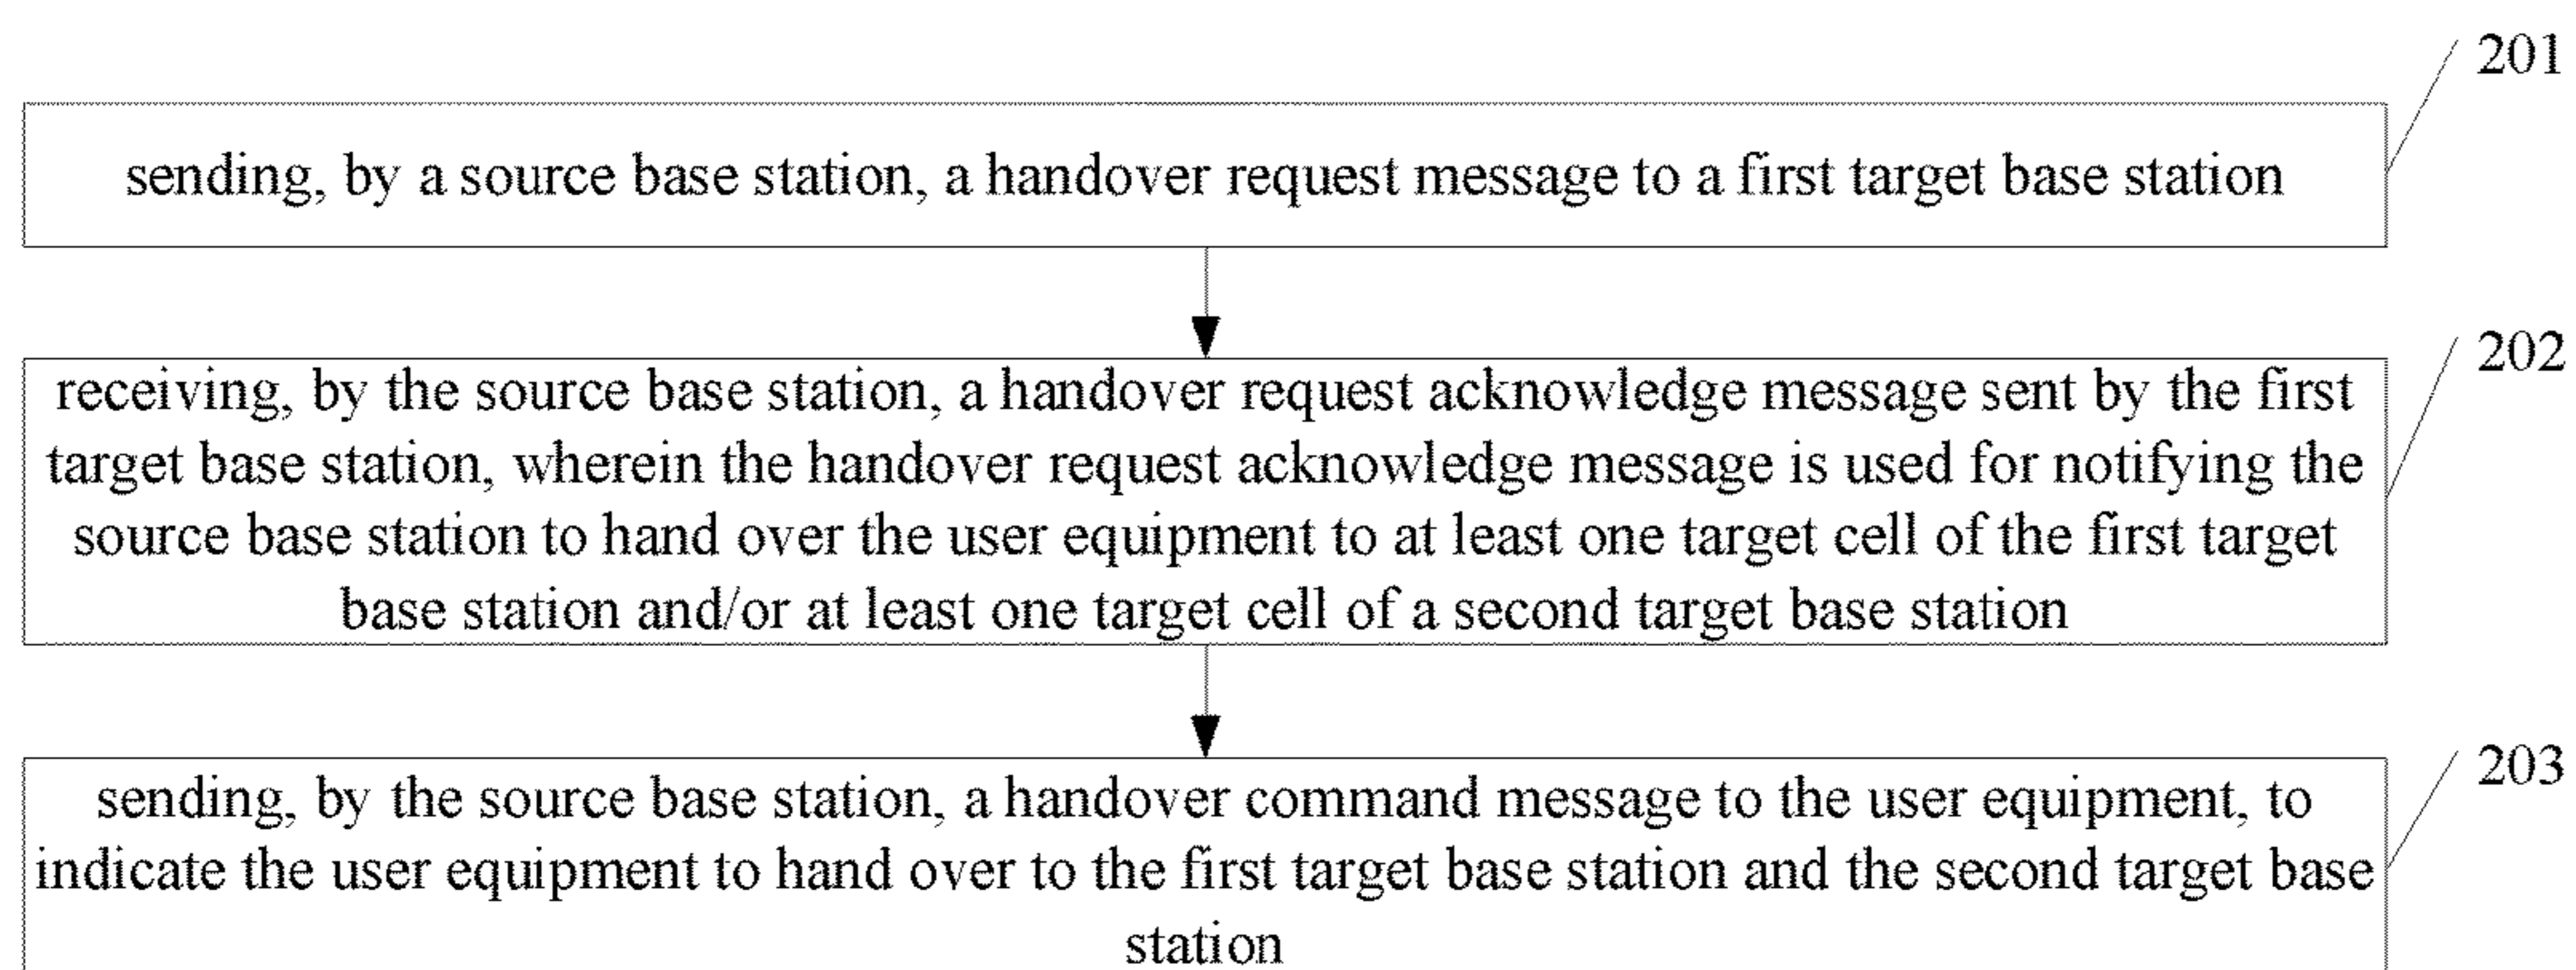 201
sending, by a source base station, a handover request message to a first target base station
202
receiving, by the source base station, a handover request acknowledge message sent by the first
target base station, wherein the handover request acknowledge message is used for notifying the
source base station to hand over the user equipment to at least one target cell of the first target
base station and/or at least one target cell of a second target base station
203
sending, by the source base station, a handover command message to the user equipment, to
indicate the user equipment to hand over to the first target base station and the second target base
station